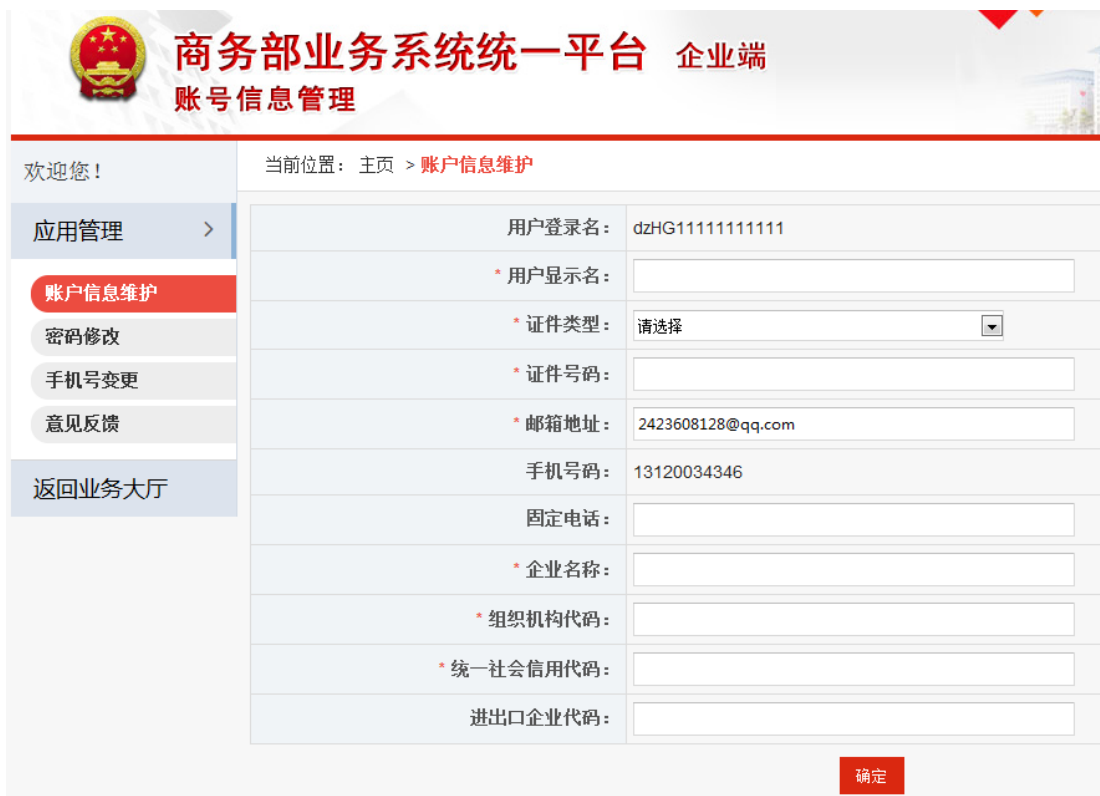 商务部业务系统统一平台 企业端
账号信息管理
欢迎您！
当前位置： 主页 > 账户信息维护
应用管理 >
账户信息维护
密码修改
手机号变更
意见反馈
返回业务大厅
用户登录名： dzHG11111111111
* 用户显示名：
* 证件类型： 请选择
* 证件号码：
* 邮箱地址： 2423608128@qq.com
手机号码： 13120034346
固定电话：
* 企业名称：
* 组织机构代码：
* 统一社会信用代码：
进出口企业代码：
确定